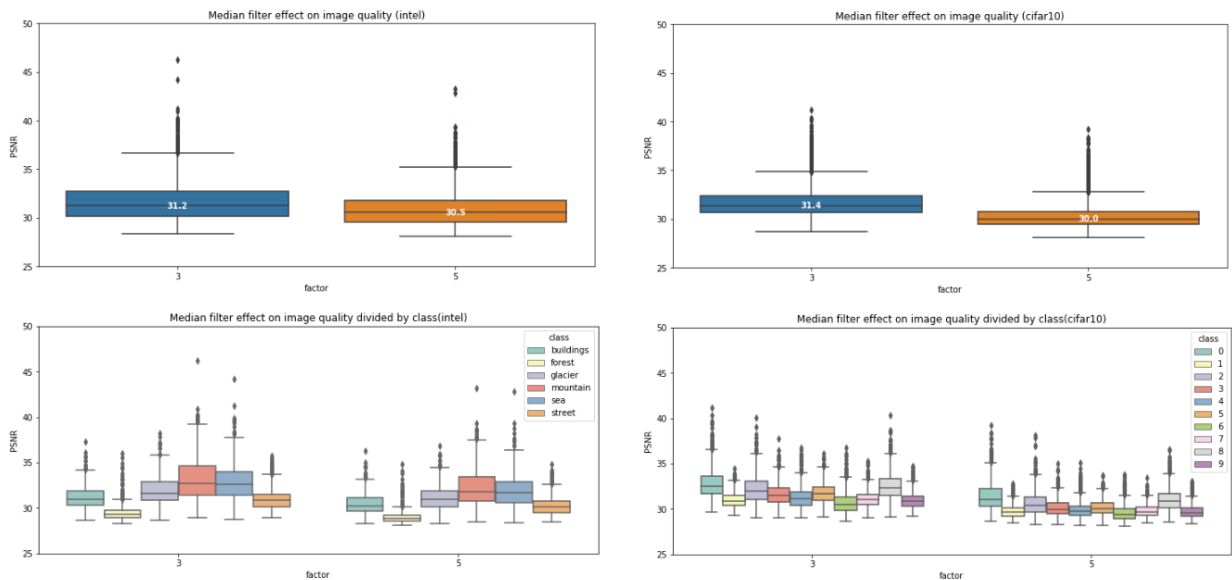 Median filter effect on image quality (intel)
50
45
40
35
30
25
PSNR
31.2
30.5
3
5
factor
Median filter effect on image quality (cifar10)
50
45
40
35
30
25
PSNR
31.4
30.0
3
5
factor
Median filter effect on image quality divided by class(intel)
50
45
40
35
30
25
PSNR
class
buildings
forest
glacier
mountain
sea
street
3
5
factor
Median filter effect on image quality divided by class(cifar10)
50
45
40
35
30
25
PSNR
class
0
1
2
3
4
5
6
7
8
9
3
5
factor